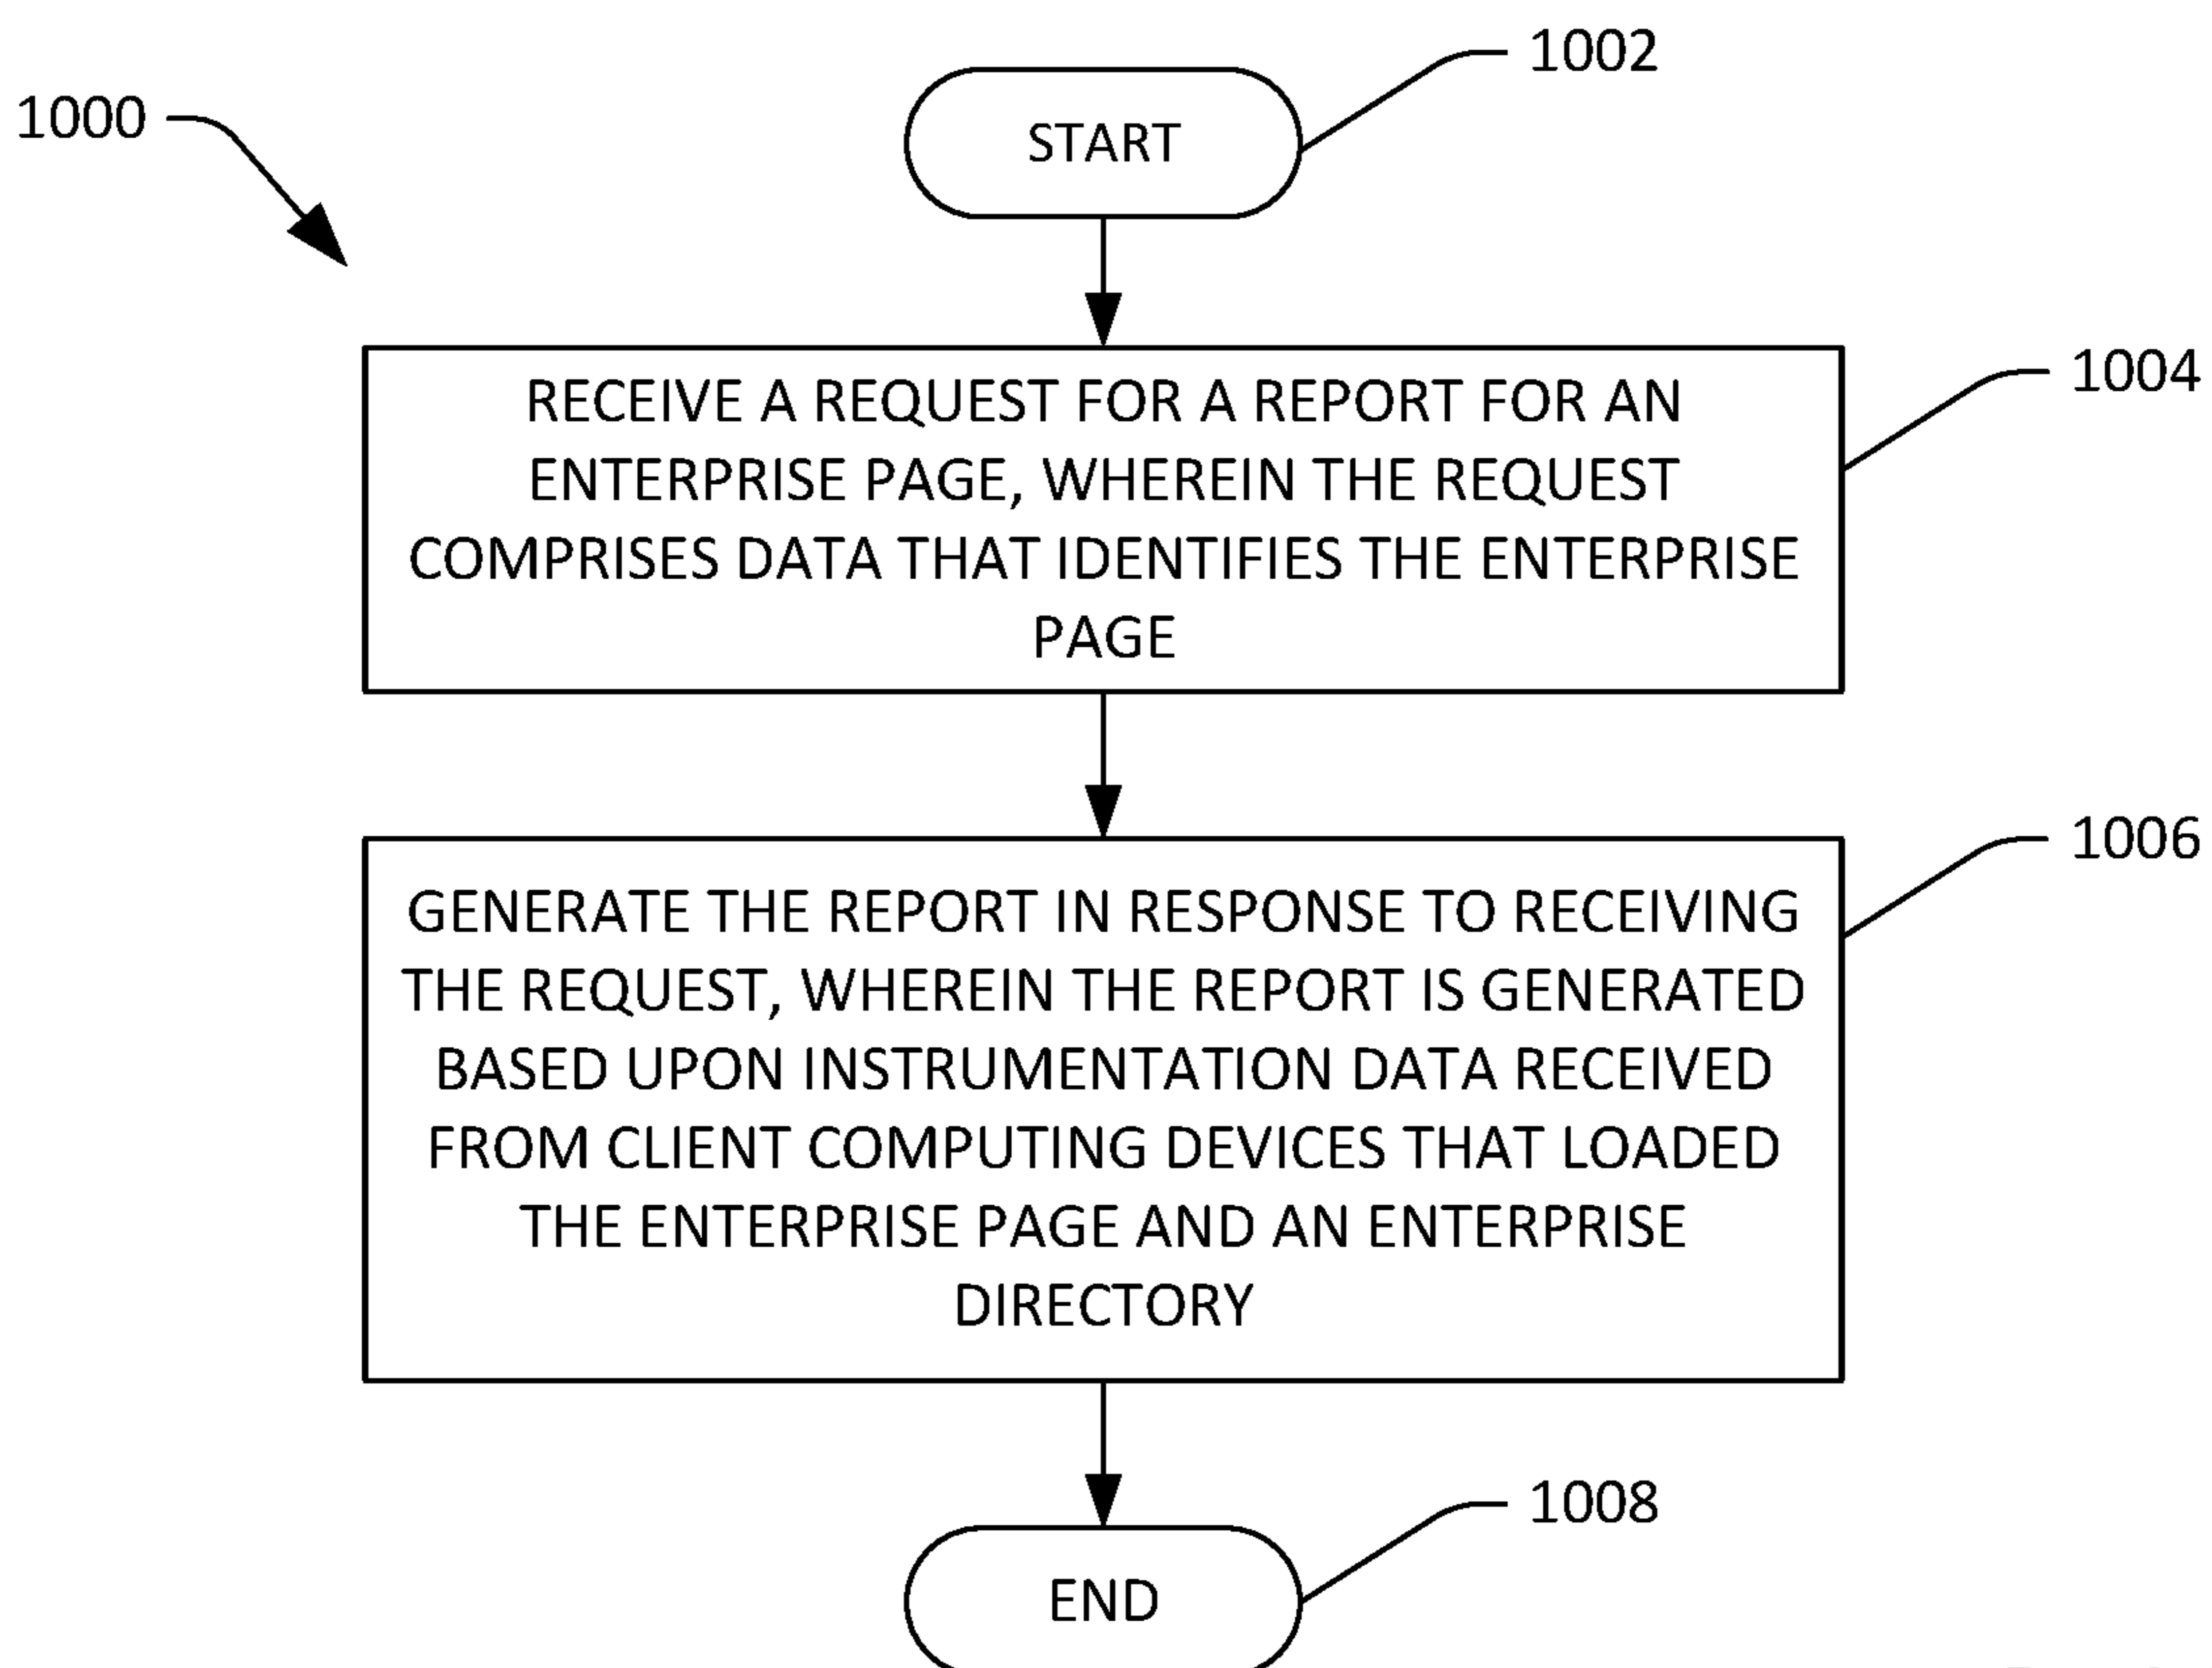 1002
1000
START
1004
RECEIVE A REQUEST FOR A REPORT FOR AN
ENTERPRISE PAGE, WHEREIN THE REQUEST
COMPRISES DATA THAT IDENTIFIES THE ENTERPRISE
PAGE
1006
GENERATE THE REPORT IN RESPONSE TO RECEIVING
THE REQUEST, WHEREIN THE REPORT IS GENERATED
BASED UPON INSTRUMENTATION DATA RECEIVED
FROM CLIENT COMPUTING DEVICES THAT LOADED
THE ENTERPRISE PAGE AND AN ENTERPRISE
DIRECTORY
1008
END